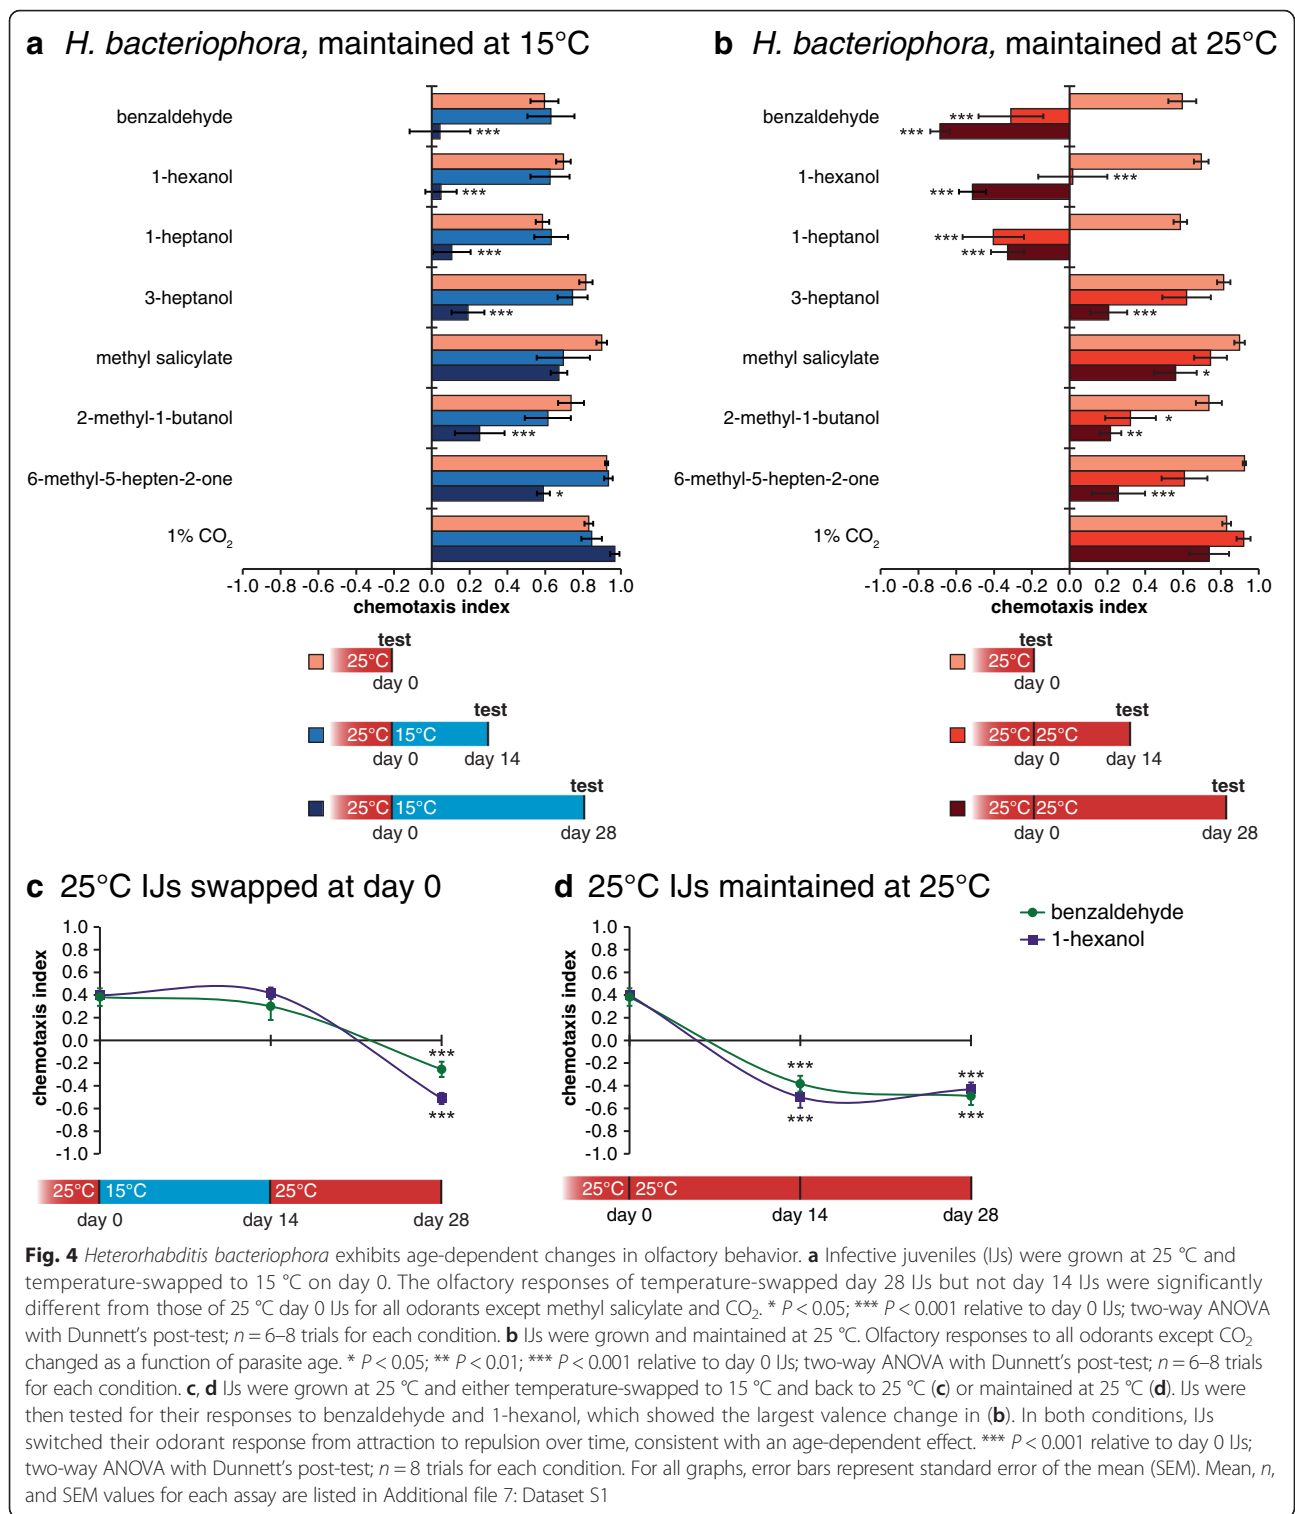 a H. bacteriophora, maintained at 15°C
benzaldehyde
***
1-hexanol
***
1-heptanol
***
3-heptanol
***
methyl salicylate
2-methyl-1-butanol
***
6-methyl-5-hepten-2-one
*
1% CO2
-1.0 -0.8 -0.6 -0.4 -0.2 0.0 0.2 0.4 0.6 0.8 1.0
chemotaxis index
test
25°C
day 0
test
25°C 15°C
day 0 day 14
test
25°C 15°C
day 0 day 28
b H. bacteriophora, maintained at 25°C
benzaldehyde
***
***
1-hexanol
***
***
1-heptanol
***
***
3-heptanol
***
methyl salicylate
*
2-methyl-1-butanol
*
**
6-methyl-5-hepten-2-one
***
1% CO2
-1.0 -0.8 -0.6 -0.4 -0.2 0.0 0.2 0.4 0.6 0.8 1.0
chemotaxis index
test
25°C
day 0
test
25°C 25°C
day 0 day 14
test
25°C 25°C
day 0 day 28
c 25°C IJs swapped at day 0
chemotaxis index
1.0
0.8
0.6
0.4
0.2
0.0
-0.2
-0.4
-0.6
-0.8
-1.0
***
***
25°C 15°C 25°C
day 0 day 14 day 28
d 25°C IJs maintained at 25°C
chemotaxis index
1.0
0.8
0.6
0.4
0.2
0.0
-0.2
-0.4
-0.6
-0.8
-1.0
***
***
***
***
25°C 25°C
day 0 day 14 day 28
benzaldehyde
1-hexanol
Fig. 4 Heterorhabditis bacteriophora exhibits age-dependent changes in olfactory behavior. a Infective juveniles (IJs) were grown at 25 °C and
temperature-swapped to 15 °C on day 0. The olfactory responses of temperature-swapped day 28 IJs but not day 14 IJs were significantly
different from those of 25 °C day 0 IJs for all odorants except methyl salicylate and CO2. * P < 0.05; *** P < 0.001 relative to day 0 IJs; two-way ANOVA
with Dunnett's post-test; n = 6–8 trials for each condition. b IJs were grown and maintained at 25 °C. Olfactory responses to all odorants except CO2
changed as a function of parasite age. * P < 0.05; ** P < 0.01; *** P < 0.001 relative to day 0 IJs; two-way ANOVA with Dunnett's post-test; n = 6–8 trials
for each condition. c, d IJs were grown at 25 °C and either temperature-swapped to 15 °C and back to 25 °C (c) or maintained at 25 °C (d). IJs were
then tested for their responses to benzaldehyde and 1-hexanol, which showed the largest valence change in (b). In both conditions, IJs
switched their odorant response from attraction to repulsion over time, consistent with an age-dependent effect. *** P < 0.001 relative to day 0 IJs;
two-way ANOVA with Dunnett's post-test; n = 8 trials for each condition. For all graphs, error bars represent standard error of the mean (SEM). Mean, n,
and SEM values for each assay are listed in Additional file 7: Dataset S1